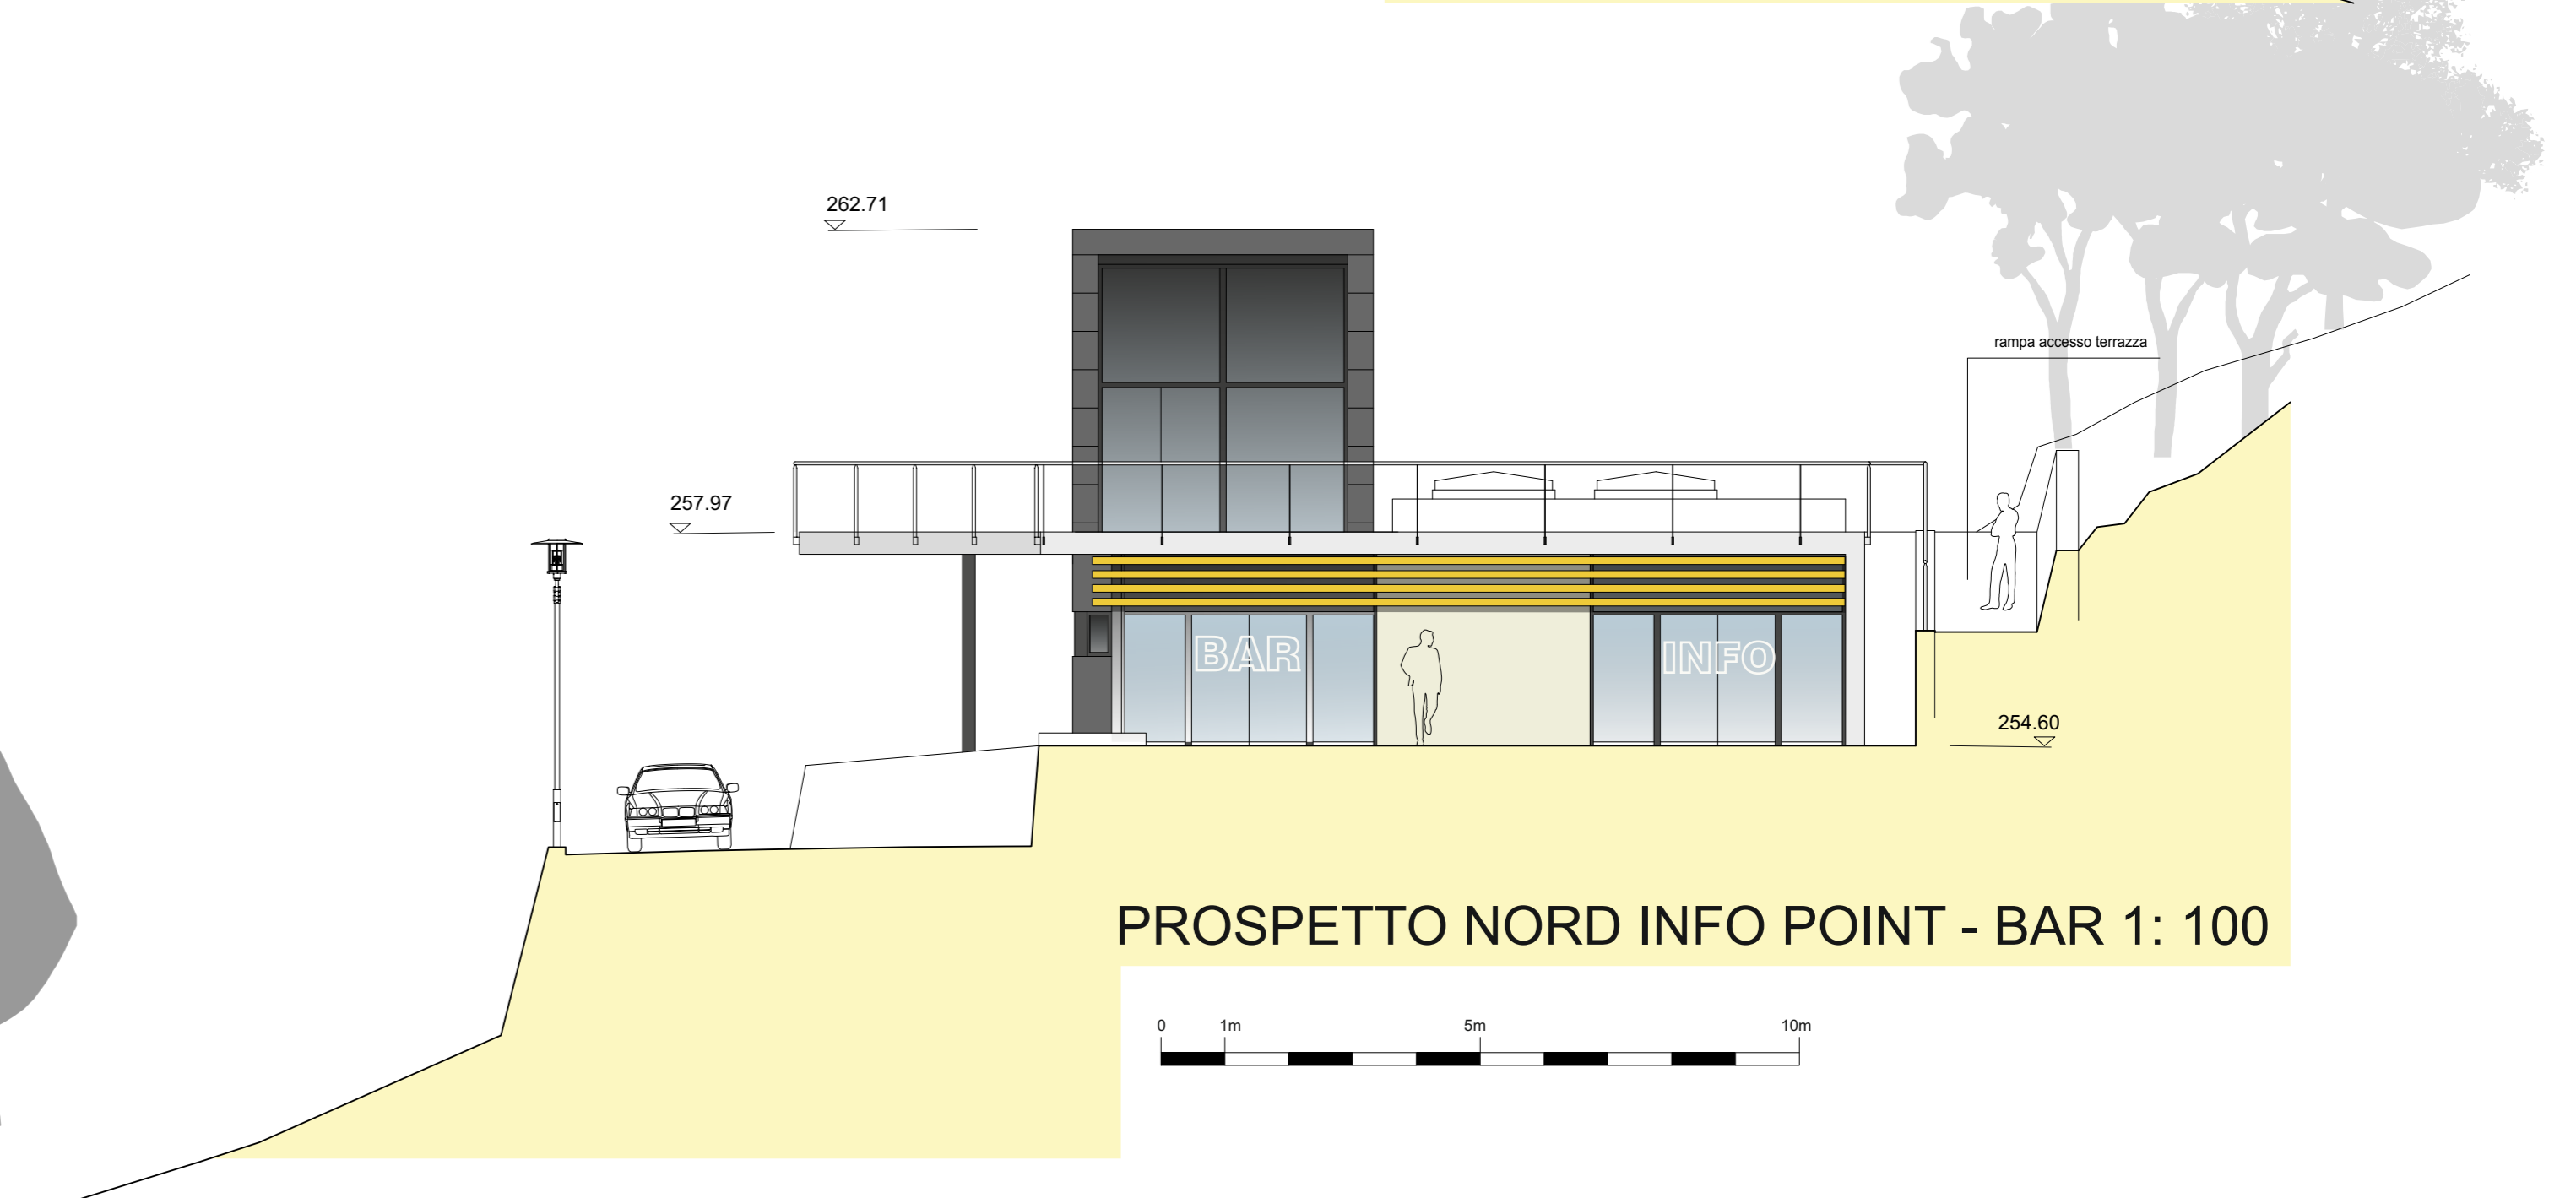 262.71
rampa accesso terrazza
257.97
BAR
INFO
254.60
PROSPETTO NORD INFO POINT - BAR 1: 100
0 1m 5m 10m